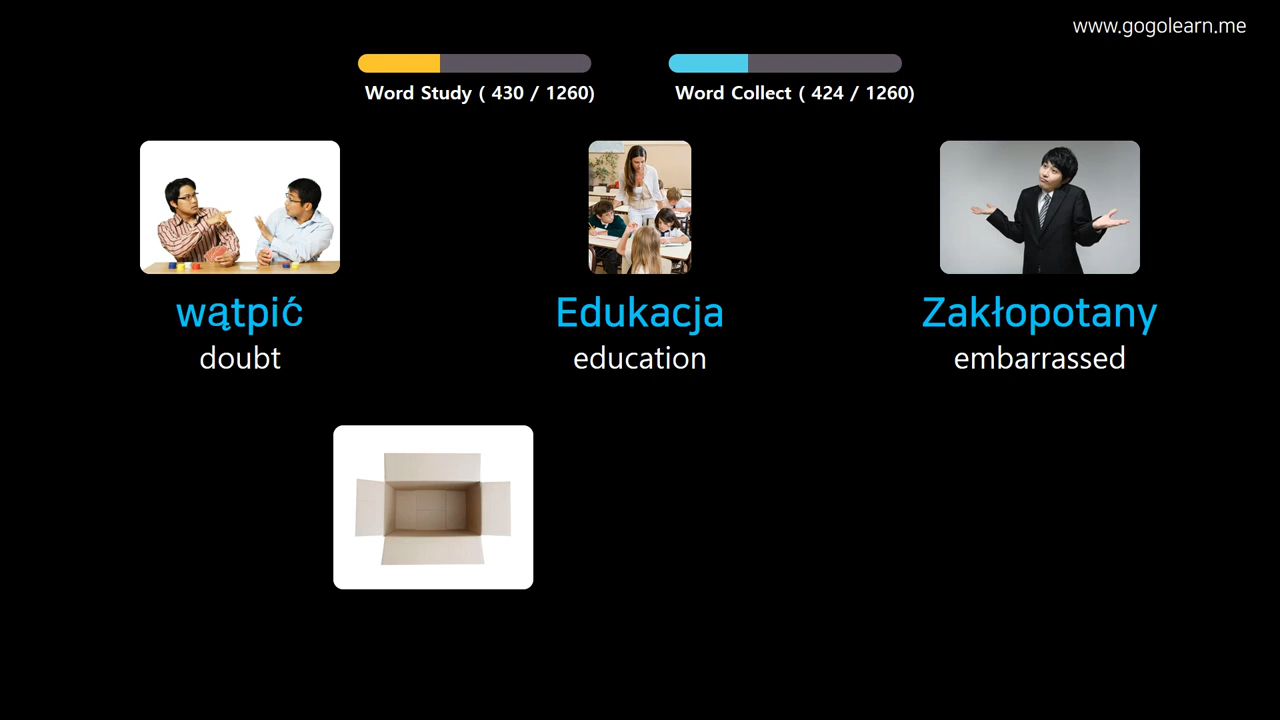 www.gogolearn.me
Word Study ( 430 / 1260)
Word Collect ( 424 / 1260)
wątpić
Edukacja
Zakłopotany
doubt
education
embarrassed